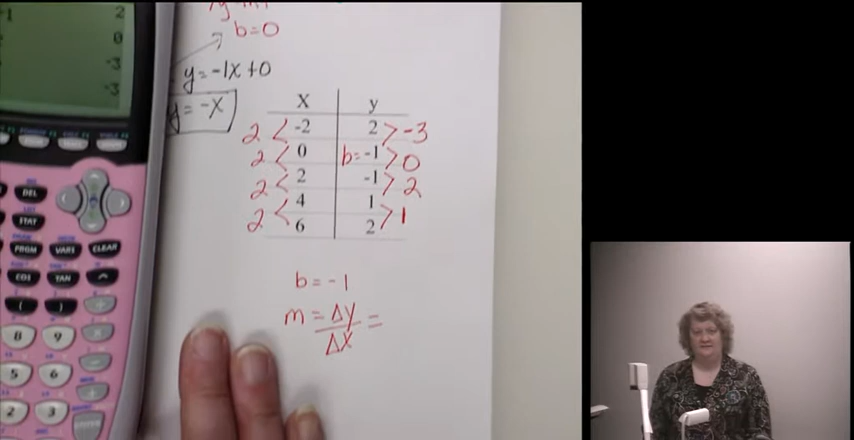 -1 2
0
-3
-3
b=0
y=-1x+0
y=-x
x y
2 < -2 2 > -3
2 < 0 b=-1 > 0
2 < 2 -1 > 2
2 < 4 1 > 1
6 2
b = -1
m = Δy =
Δx
DEL
STAT
PRGM VARS CLEAR
COS TAN ^
( ) ÷
8 9 ×
5 6 -
2 3 +
ENTER